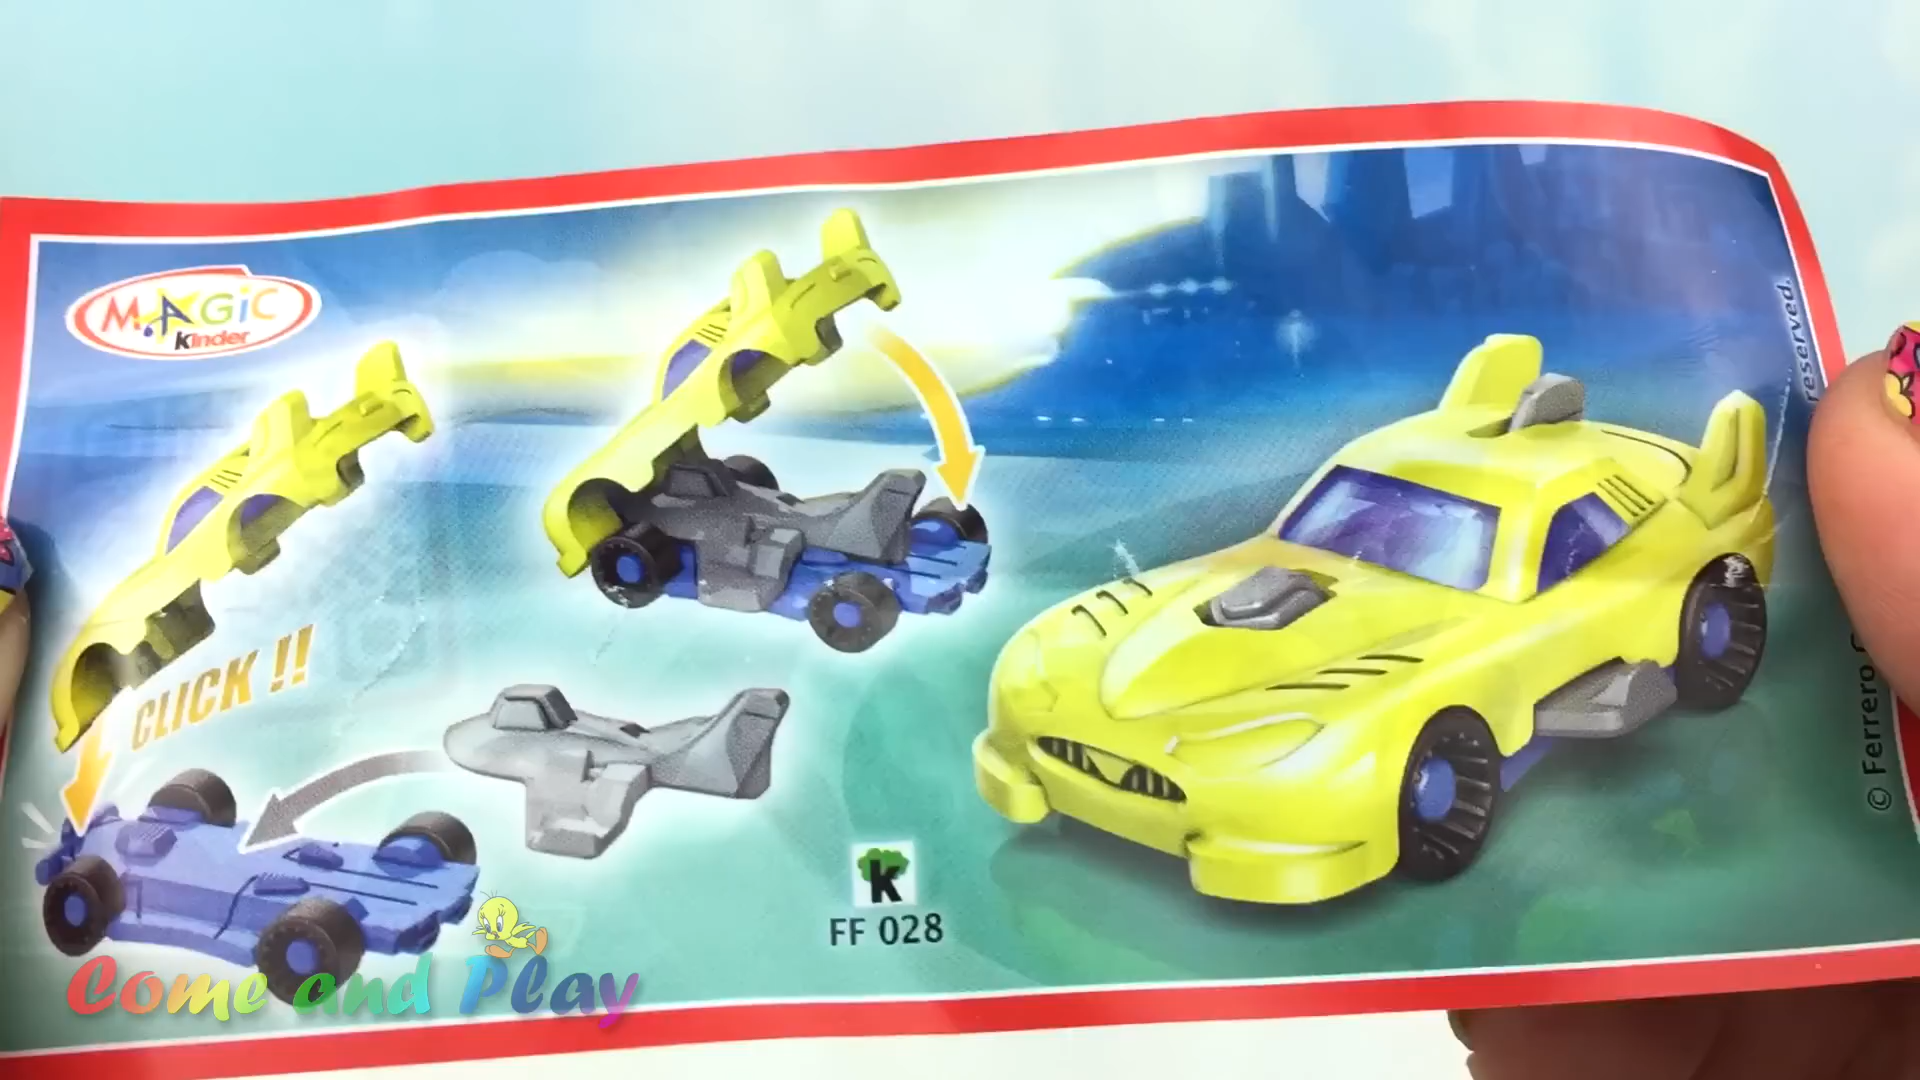 MAGiC
Kinder
CLICK !!
k
FF 028
reserved.
© Ferrero
Come and Play